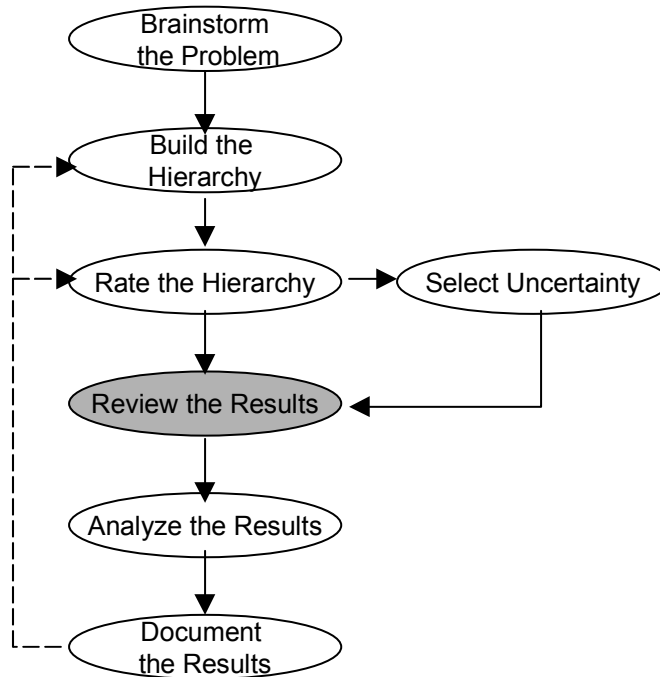 Brainstorm
the Problem
Build the
Hierarchy
Rate the Hierarchy
Select Uncertainty
Review the Results
Analyze the Results
Document
the Results